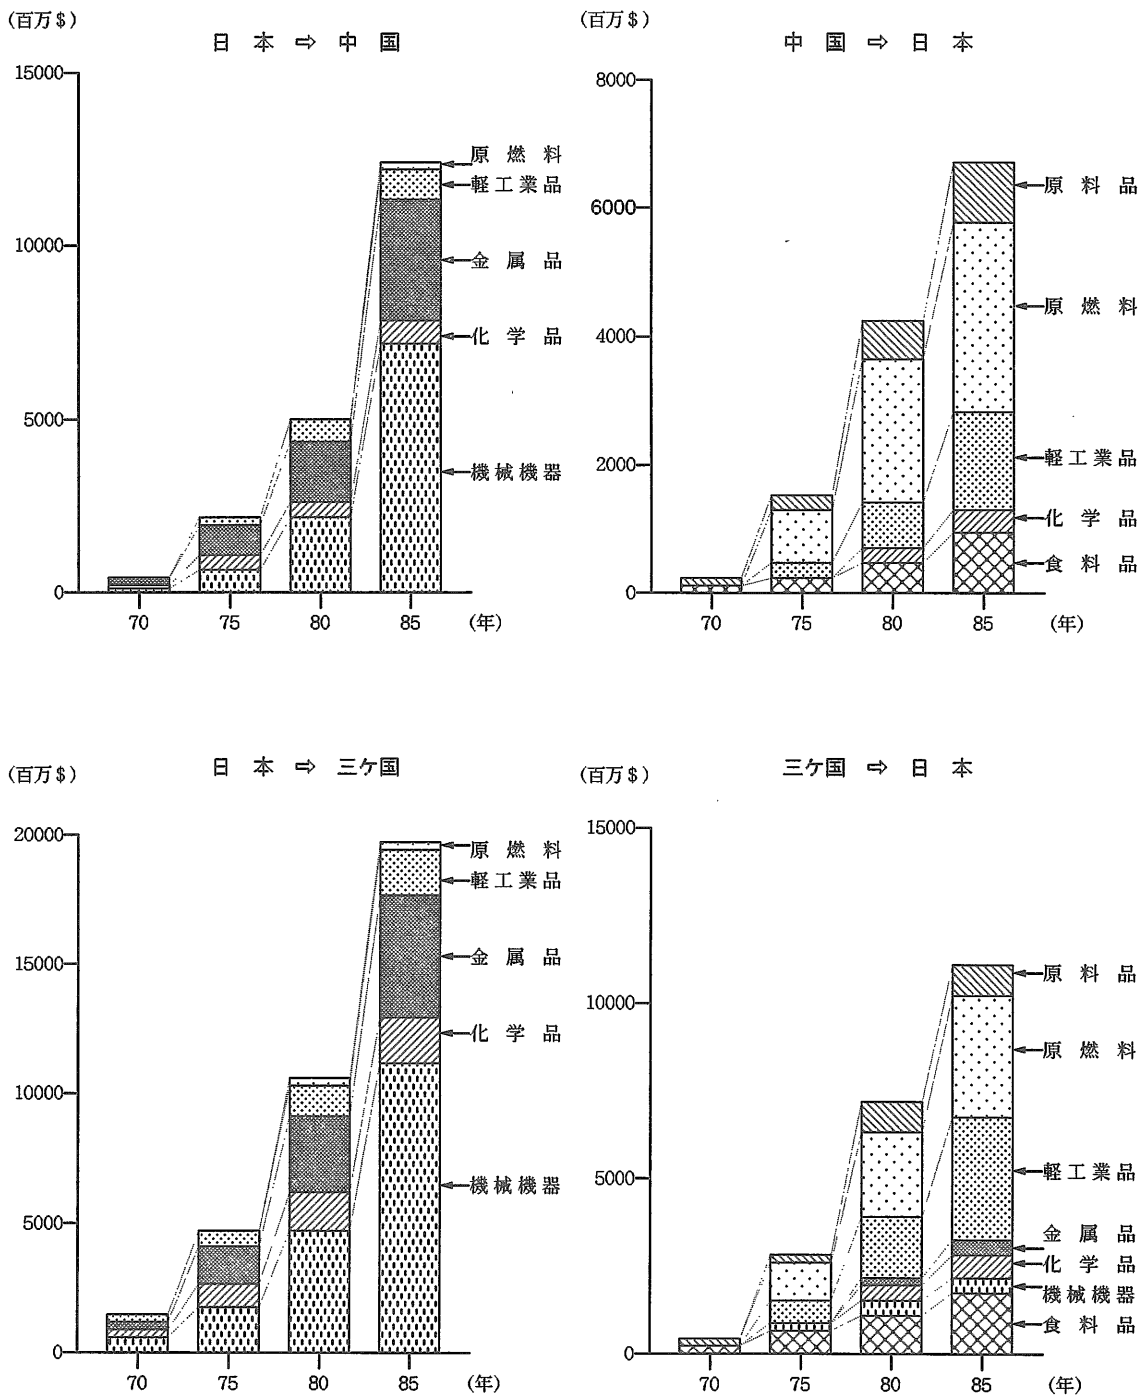 (百万$)
日本⇨中国
15000
10000
5000
0
70
75
80
85
(年)
原燃料
軽工業品
金属品
化学品
機械機器
(百万$)
中国⇨日本
8000
6000
4000
2000
0
70
75
80
85
(年)
原料品
原燃料
軽工業品
化学品
食料品
(百万$)
日本⇨三ケ国
20000
15000
10000
5000
0
70
75
80
85
(年)
原燃料
軽工業品
金属品
化学品
機械機器
(百万$)
三ケ国⇨日本
15000
10000
5000
0
70
75
80
85
(年)
原料品
原燃料
軽工業品
金属品
化学品
機械機器
食料品